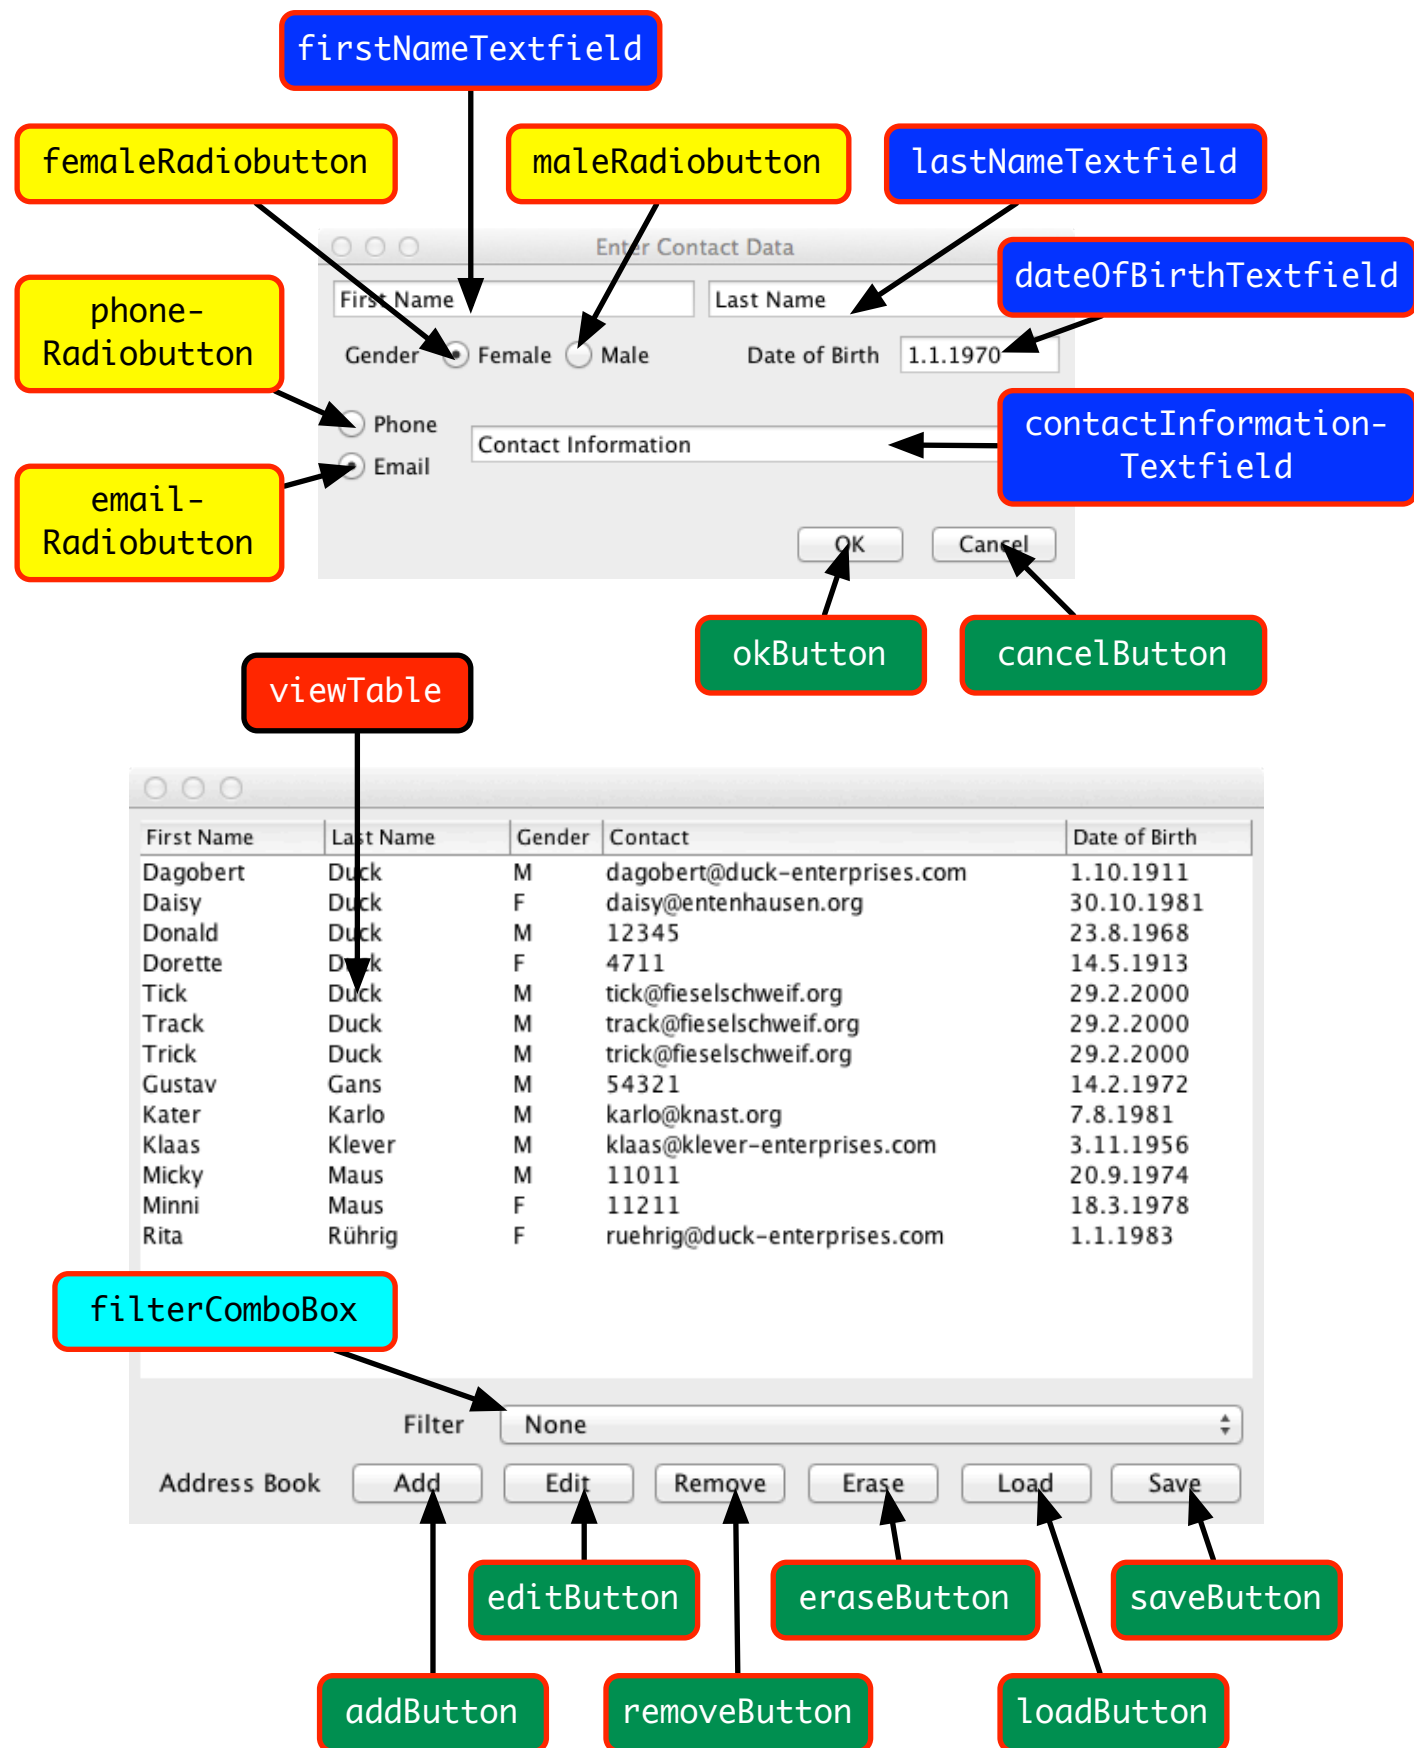 firstNameTextfield
femaleRadiobutton
maleRadiobutton
lastNameTextfield
Enter Contact Data
dateOfBirthTextfield
phone-
Radiobutton
First Name
Last Name
Gender Female Male Date of Birth 1.1.1970
Phone
contactInformation-
Textfield
Contact Information
Email
email-
Radiobutton
OK Cancel
okButton
cancelButton
viewTable
First Name Last Name Gender Contact Date of Birth
Dagobert Duck M dagobert@duck-enterprises.com 1.10.1911
Daisy Duck F daisy@entenhausen.org 30.10.1981
Donald Duck M 12345 23.8.1968
Dorette Duck F 4711 14.5.1913
Tick Duck M tick@fieselschweif.org 29.2.2000
Track Duck M track@fieselschweif.org 29.2.2000
Trick Duck M trick@fieselschweif.org 29.2.2000
Gustav Gans M 54321 14.2.1972
Kater Karlo M karlo@knast.org 7.8.1981
Klaas Klever M klaas@klever-enterprises.com 3.11.1956
Micky Maus M 11011 20.9.1974
Minni Maus F 11211 18.3.1978
Rita Rührig F ruehrig@duck-enterprises.com 1.1.1983
filterComboBox
Filter None
Address Book Add Edit Remove Erase Load Save
editButton
eraseButton
saveButton
addButton
removeButton
loadButton